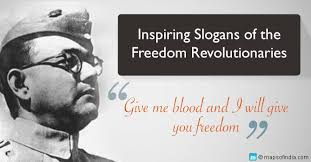 Inspiring Slogans of the
Freedom Revolutionaries
“Give me blood and I will give
you freedom”
© mapsofindia.com